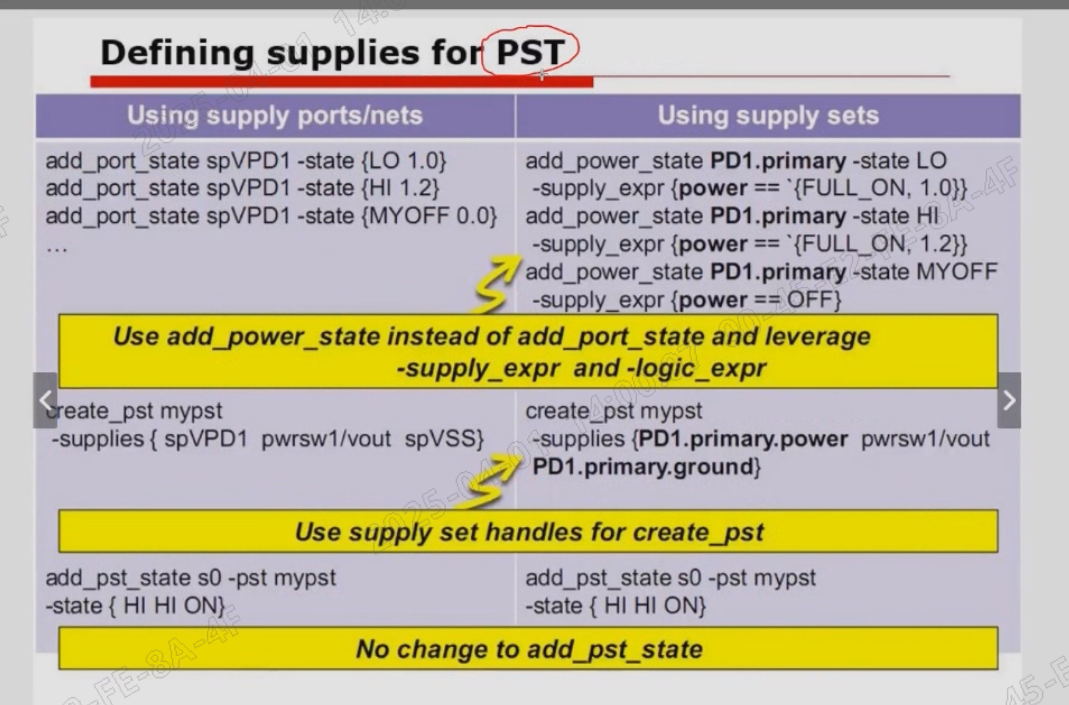 Defining supplies for PST
Using supply ports/nets
Using supply sets
add_port_state spVPD1 -state {LO 1.0}
add_port_state spVPD1 -state {HI 1.2}
add_port_state spVPD1 -state {MYOFF 0.0}
...
add_power_state PD1.primary -state LO
-supply_expr {power == `{FULL_ON, 1.0}}
add_power_state PD1.primary -state HI
-supply_expr {power == `{FULL_ON, 1.2}}
add_power_state PD1.primary -state MYOFF
-supply_expr {power == OFF}
Use add_power_state instead of add_port_state and leverage
-supply_expr and -logic_expr
create_pst mypst
-supplies { spVPD1 pwrsw1/vout spVSS}
create_pst mypst
-supplies {PD1.primary.power pwrsw1/vout
PD1.primary.ground}
Use supply set handles for create_pst
add_pst_state s0 -pst mypst
-state { HI HI ON}
add_pst_state s0 -pst mypst
-state { HI HI ON}
No change to add_pst_state